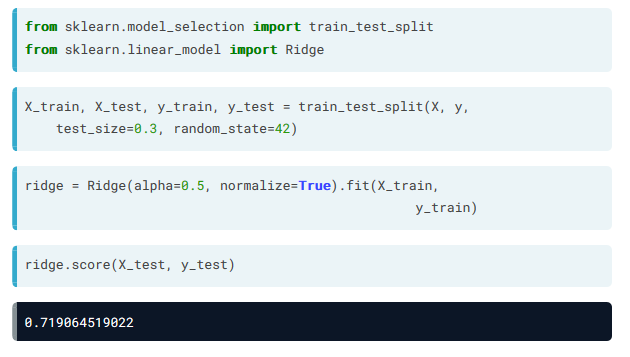 from sklearn.model_selection import train_test_split
from sklearn.linear_model import Ridge
X_train, X_test, y_train, y_test = train_test_split(X, y,
    test_size=0.3, random_state=42)
ridge = Ridge(alpha=0.5, normalize=True).fit(X_train,
                                                  y_train)
ridge.score(X_test, y_test)
0.719064519022